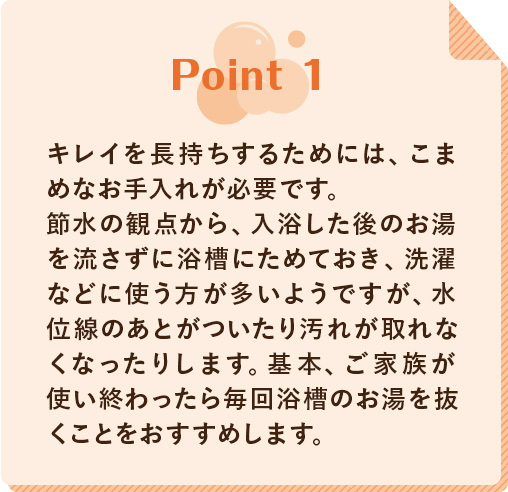 Point 1
キレイを長持ちするためには、こま
めなお手入れが必要です。
節水の観点から、入浴した後のお湯
を流さずに浴槽にためておき、洗濯
などに使う方が多いようですが、水
位線のあとがついたり汚れが取れな
くなったりします。基本、ご家族が
使い終わったら毎回浴槽のお湯を抜
くことをおすすめします。